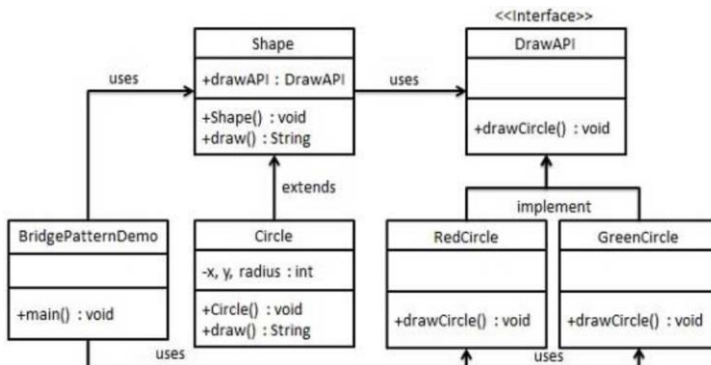 <<Interface>>
Shape
DrawAPI
+drawAPI : DrawAPI
uses
uses
+Shape() : void
+draw() : String
+drawCircle() : void
extends
implement
BridgePatternDemo
Circle
RedCircle
GreenCircle
-x, y, radius : int
+main() : void
+Circle() : void
+draw() : String
+drawCircle() : void
+drawCircle() : void
uses
uses